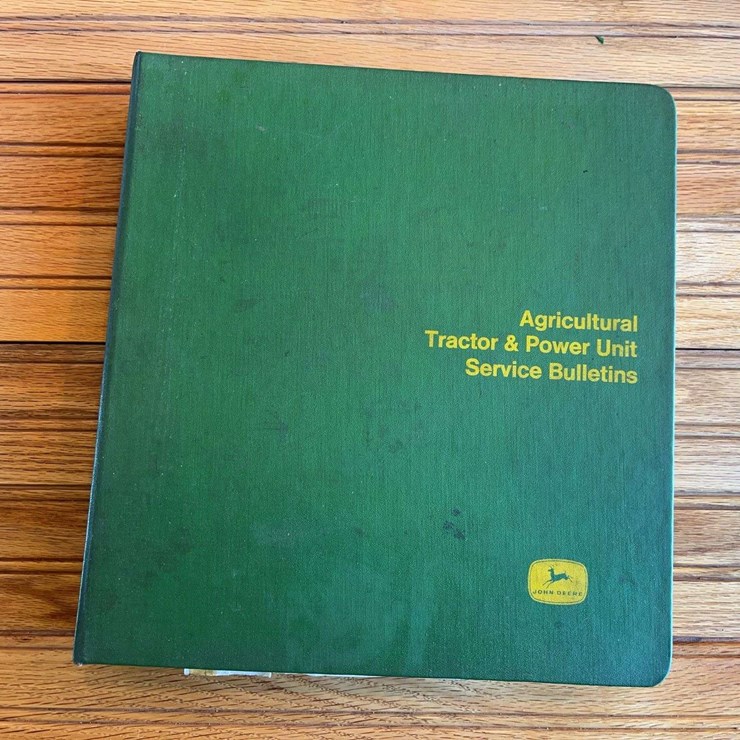 Agricultural
Tractor & Power Unit
Service Bulletins
JOHN DEERE